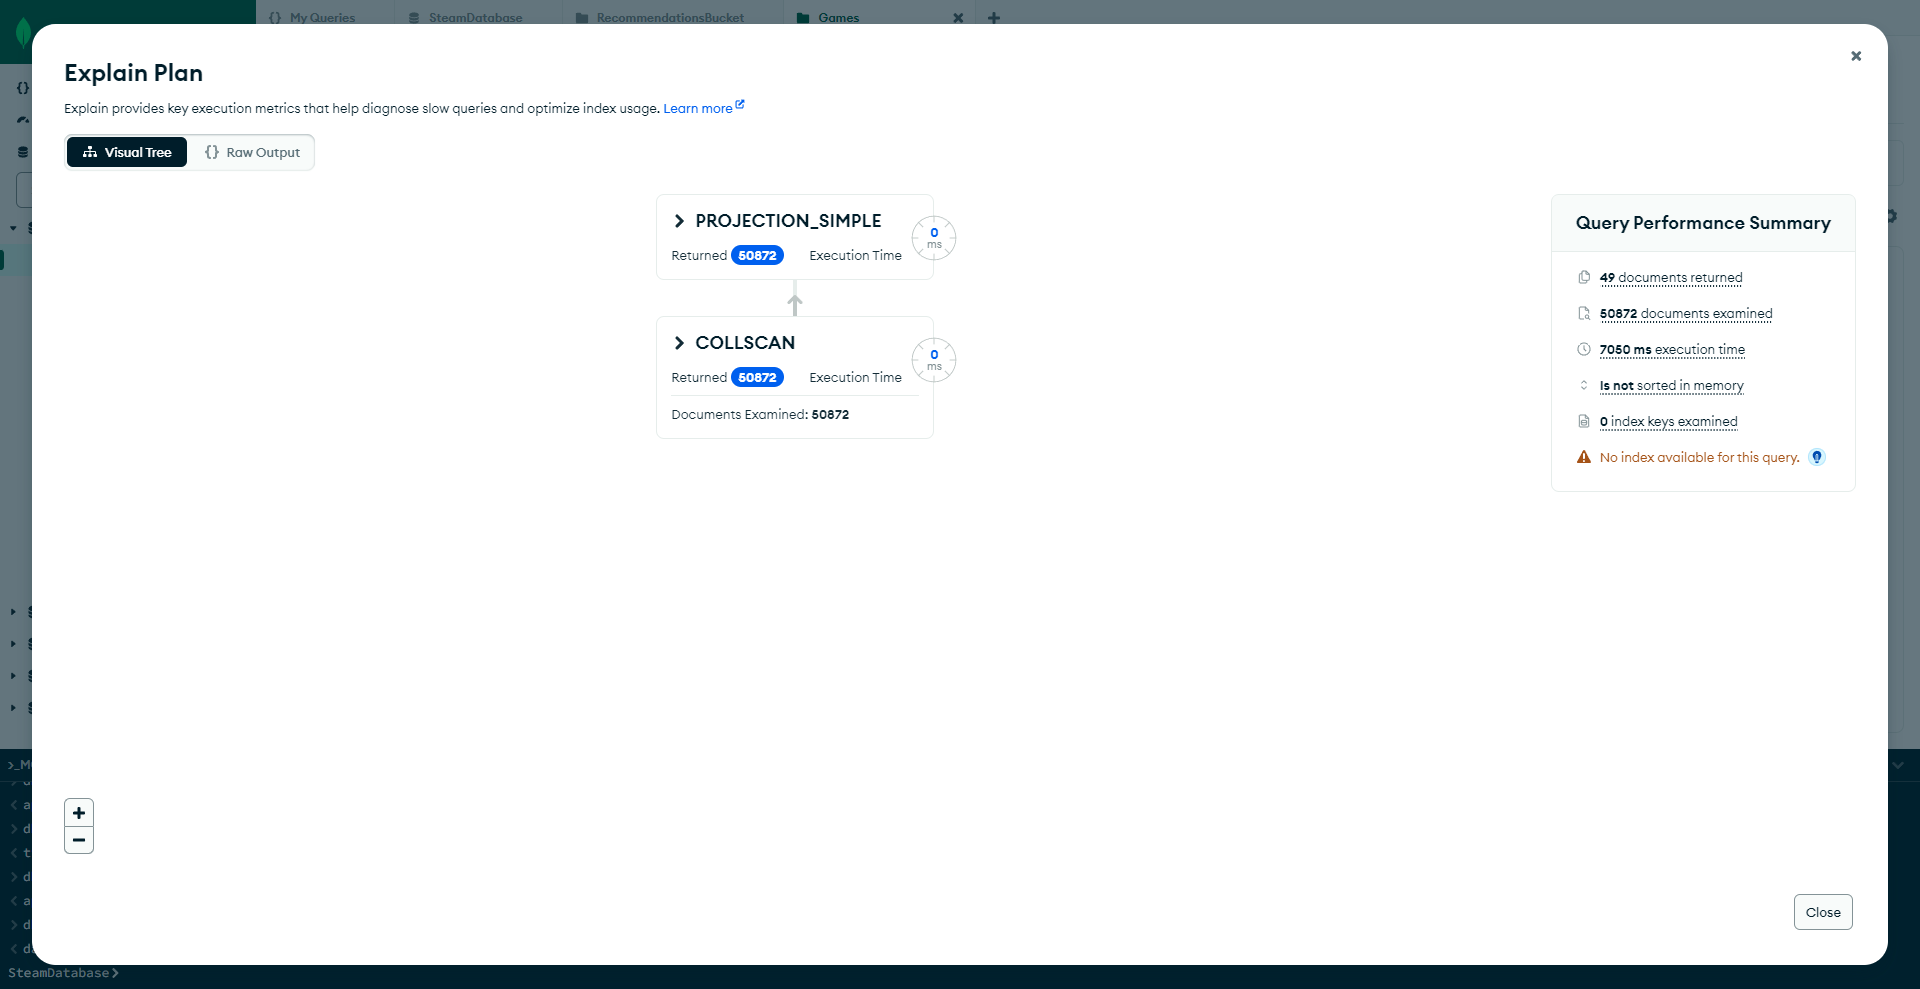 My Queries
SteamDatabase
RecommendationsBucket
Games
Explain Plan
Explain provides key execution metrics that help diagnose slow queries and optimize index usage. Learn more
Visual Tree
{} Raw Output
PROJECTION_SIMPLE
Returned 50872 Execution Time
0 ms
COLLSCAN
Returned 50872 Execution Time
0 ms
Documents Examined: 50872
Query Performance Summary
49 documents returned
50872 documents examined
7050 ms execution time
Is not sorted in memory
0 index keys examined
No index available for this query.
>_M
< a
> d
< t
> d
< a
> d
< d
Close
SteamDatabase>